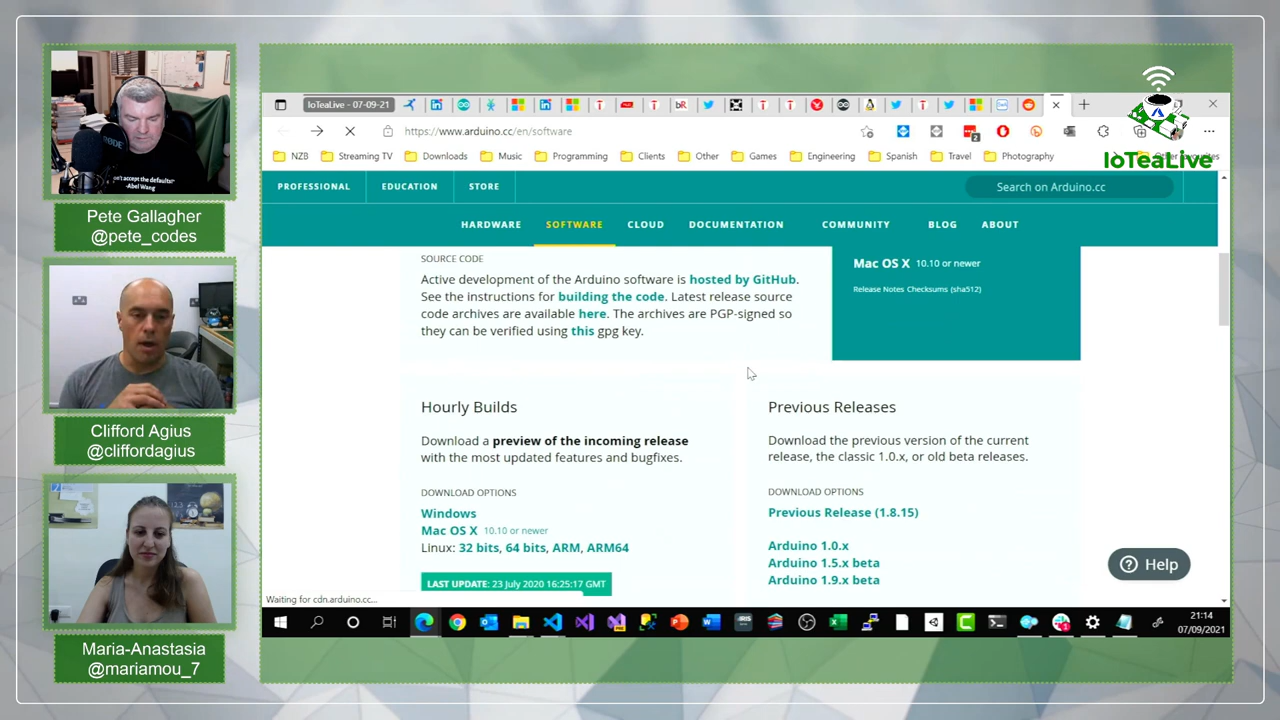 IoTeaLive - 07-09-21
https://www.arduino.cc/en/software
NZB
Streaming TV
Downloads
Music
Programming
Clients
Other
Games
Engineering
Spanish
Travel
Photography
IoTeaLive
PROFESSIONAL
EDUCATION
STORE
Search on Arduino.cc
HARDWARE
SOFTWARE
CLOUD
DOCUMENTATION
COMMUNITY
BLOG
ABOUT
SOURCE CODE
Active development of the Arduino software is hosted by GitHub.
See the instructions for building the code. Latest release source
code archives are available here. The archives are PGP-signed so
they can be verified using this gpg key.
Mac OS X 10.10 or newer
Release Notes Checksums (sha512)
Hourly Builds
Download a preview of the incoming release
with the most updated features and bugfixes.
DOWNLOAD OPTIONS
Windows
Mac OS X 10.10 or newer
Linux: 32 bits, 64 bits, ARM, ARM64
LAST UPDATE: 23 July 2020 16:25:17 GMT
Previous Releases
Download the previous version of the current
release, the classic 1.0.x, or old beta releases.
DOWNLOAD OPTIONS
Previous Release (1.8.15)
Arduino 1.0.x
Arduino 1.5.x beta
Arduino 1.9.x beta
Help
Waiting for cdn.arduino.cc...
21:14
07/09/2021
-Abel Wang
Pete Gallagher
@pete_codes
Clifford Agius
@cliffordagius
Maria-Anastasia
@mariamou_7